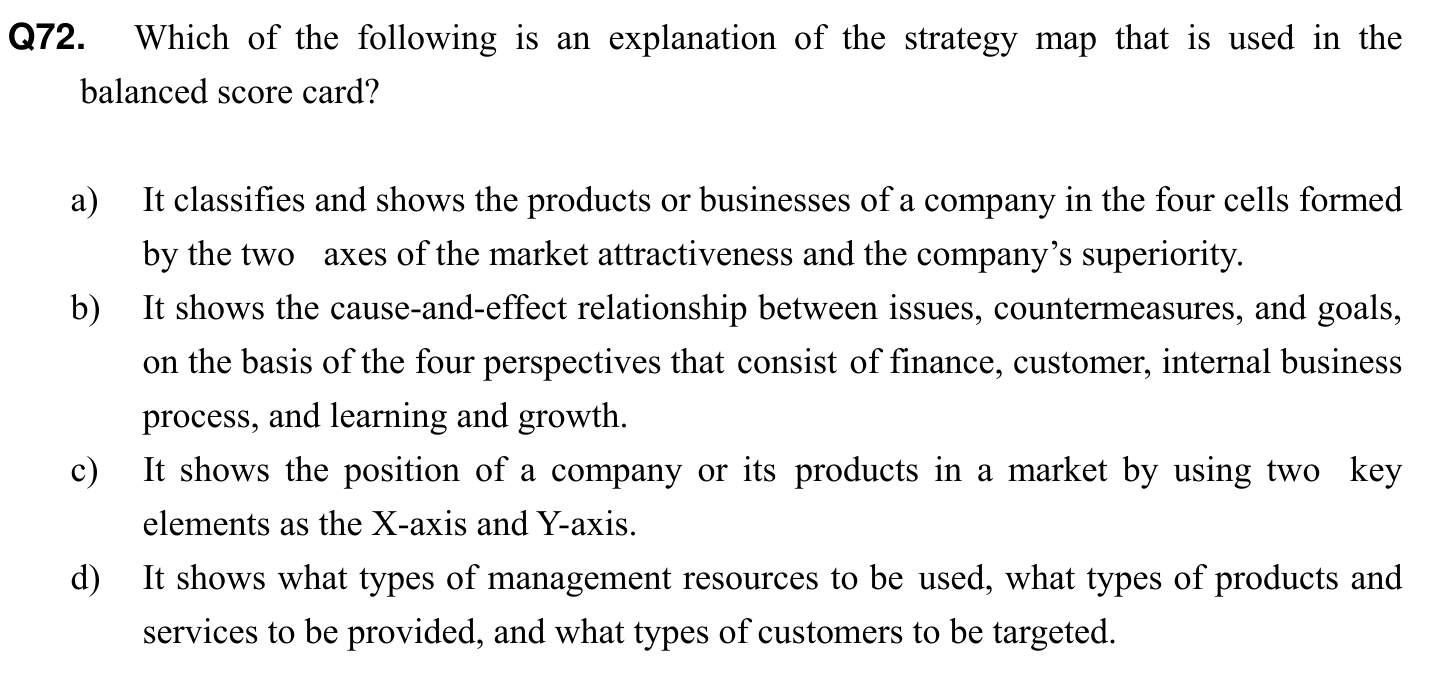 Q72. Which of the following is an explanation of the strategy map that is used in the
balanced score card?
a) It classifies and shows the products or businesses of a company in the four cells formed
by the two axes of the market attractiveness and the company’s superiority.
b) It shows the cause-and-effect relationship between issues, countermeasures, and goals,
on the basis of the four perspectives that consist of finance, customer, internal business
process, and learning and growth.
c) It shows the position of a company or its products in a market by using two key
elements as the X-axis and Y-axis.
d) It shows what types of management resources to be used, what types of products and
services to be provided, and what types of customers to be targeted.